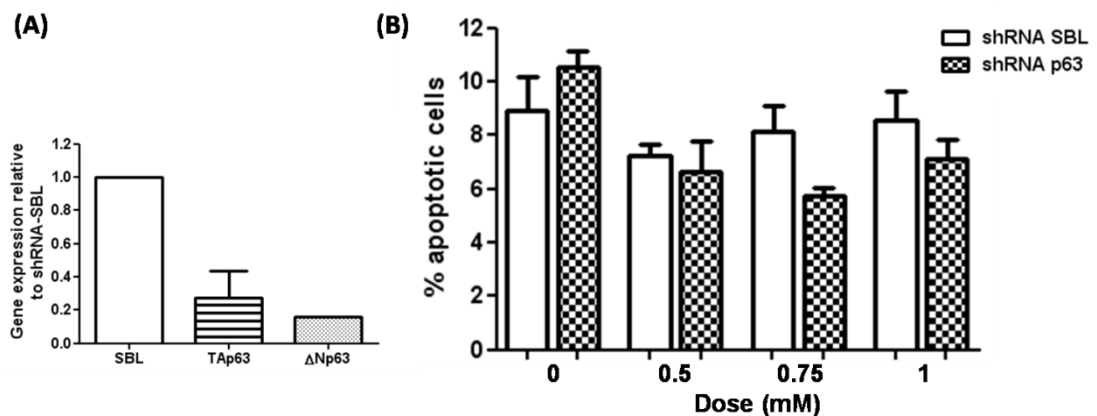 (A)
Gene expression relative
to shRNA-SBL
1.2
1.0
0.8
0.6
0.4
0.2
0.0
SBL TAp63 ΔNp63
(B)
% apoptotic cells
12
10
8
6
4
2
0
0 0.5 0.75 1
Dose (mM)
shRNA SBL
shRNA p63